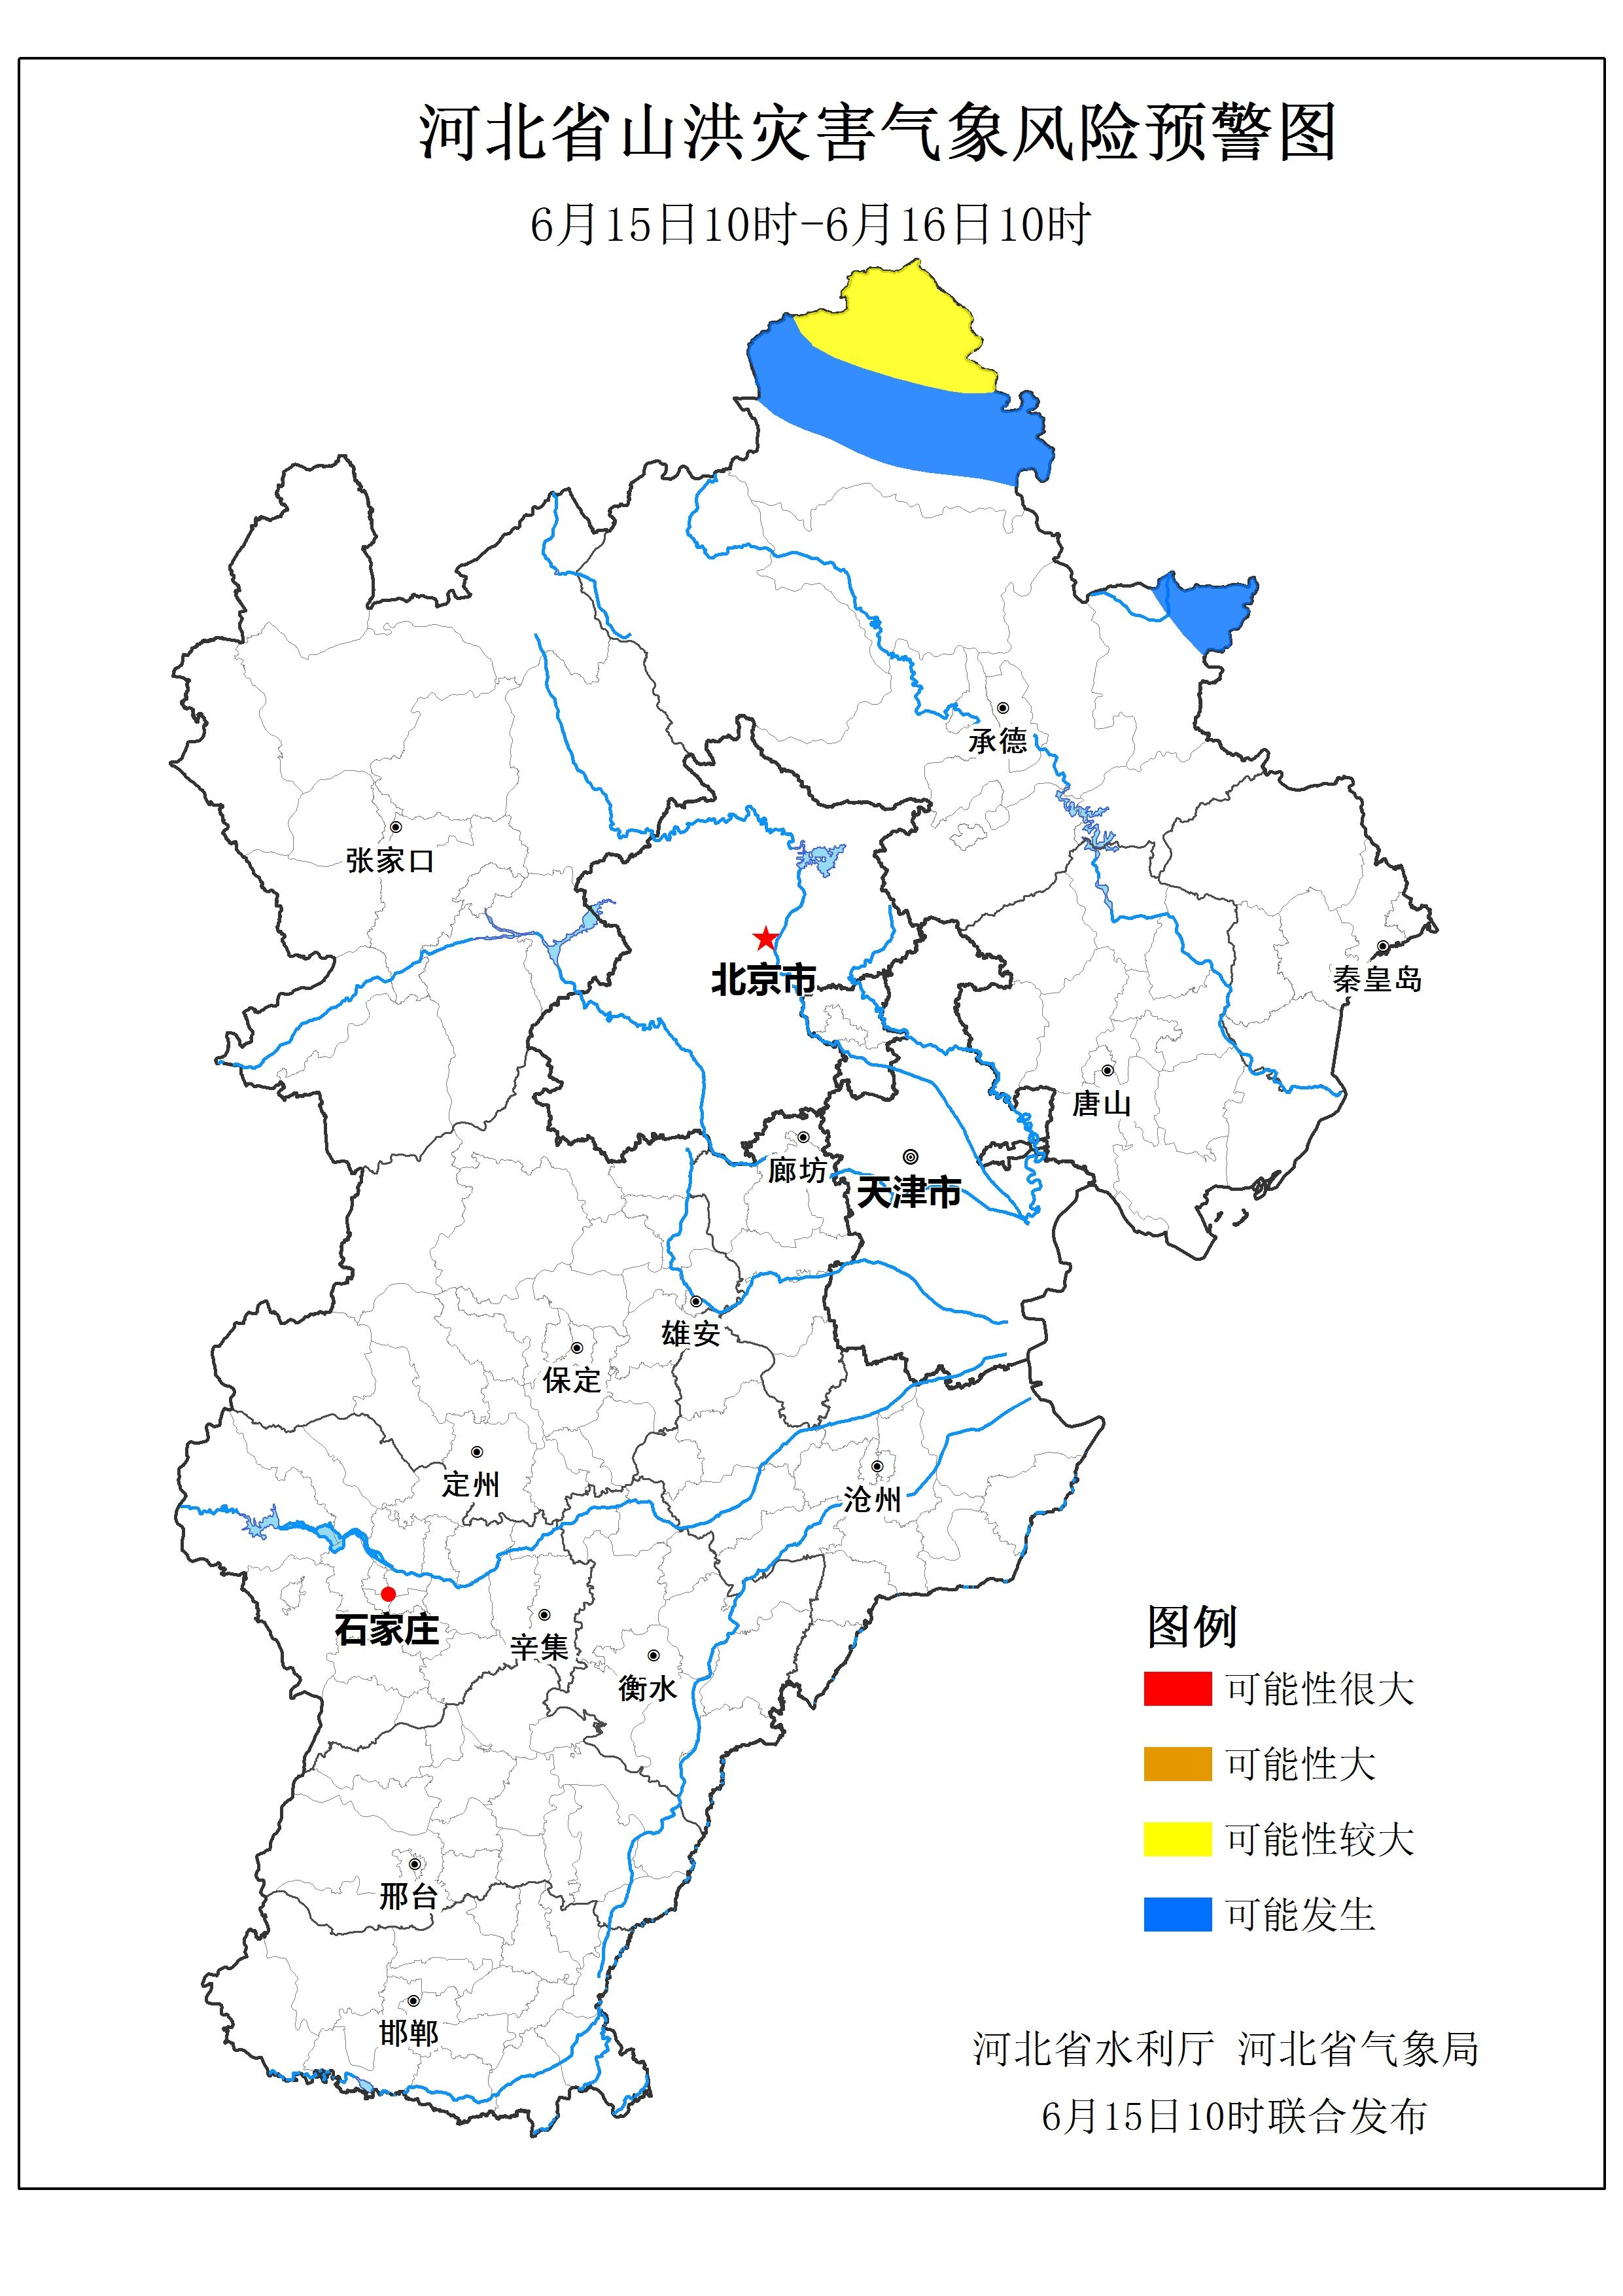 河北省山洪灾害气象风险预警图
6月15日10时-6月16日10时
承德
张家口
北京市
秦皇岛
唐山
廊坊
天津市
雄安
保定
定州
沧州
石家庄
辛集
衡水
邢台
邯郸
图例
可能性很大
可能性大
可能性较大
可能发生
河北省水利厅 河北省气象局
6月15日10时联合发布